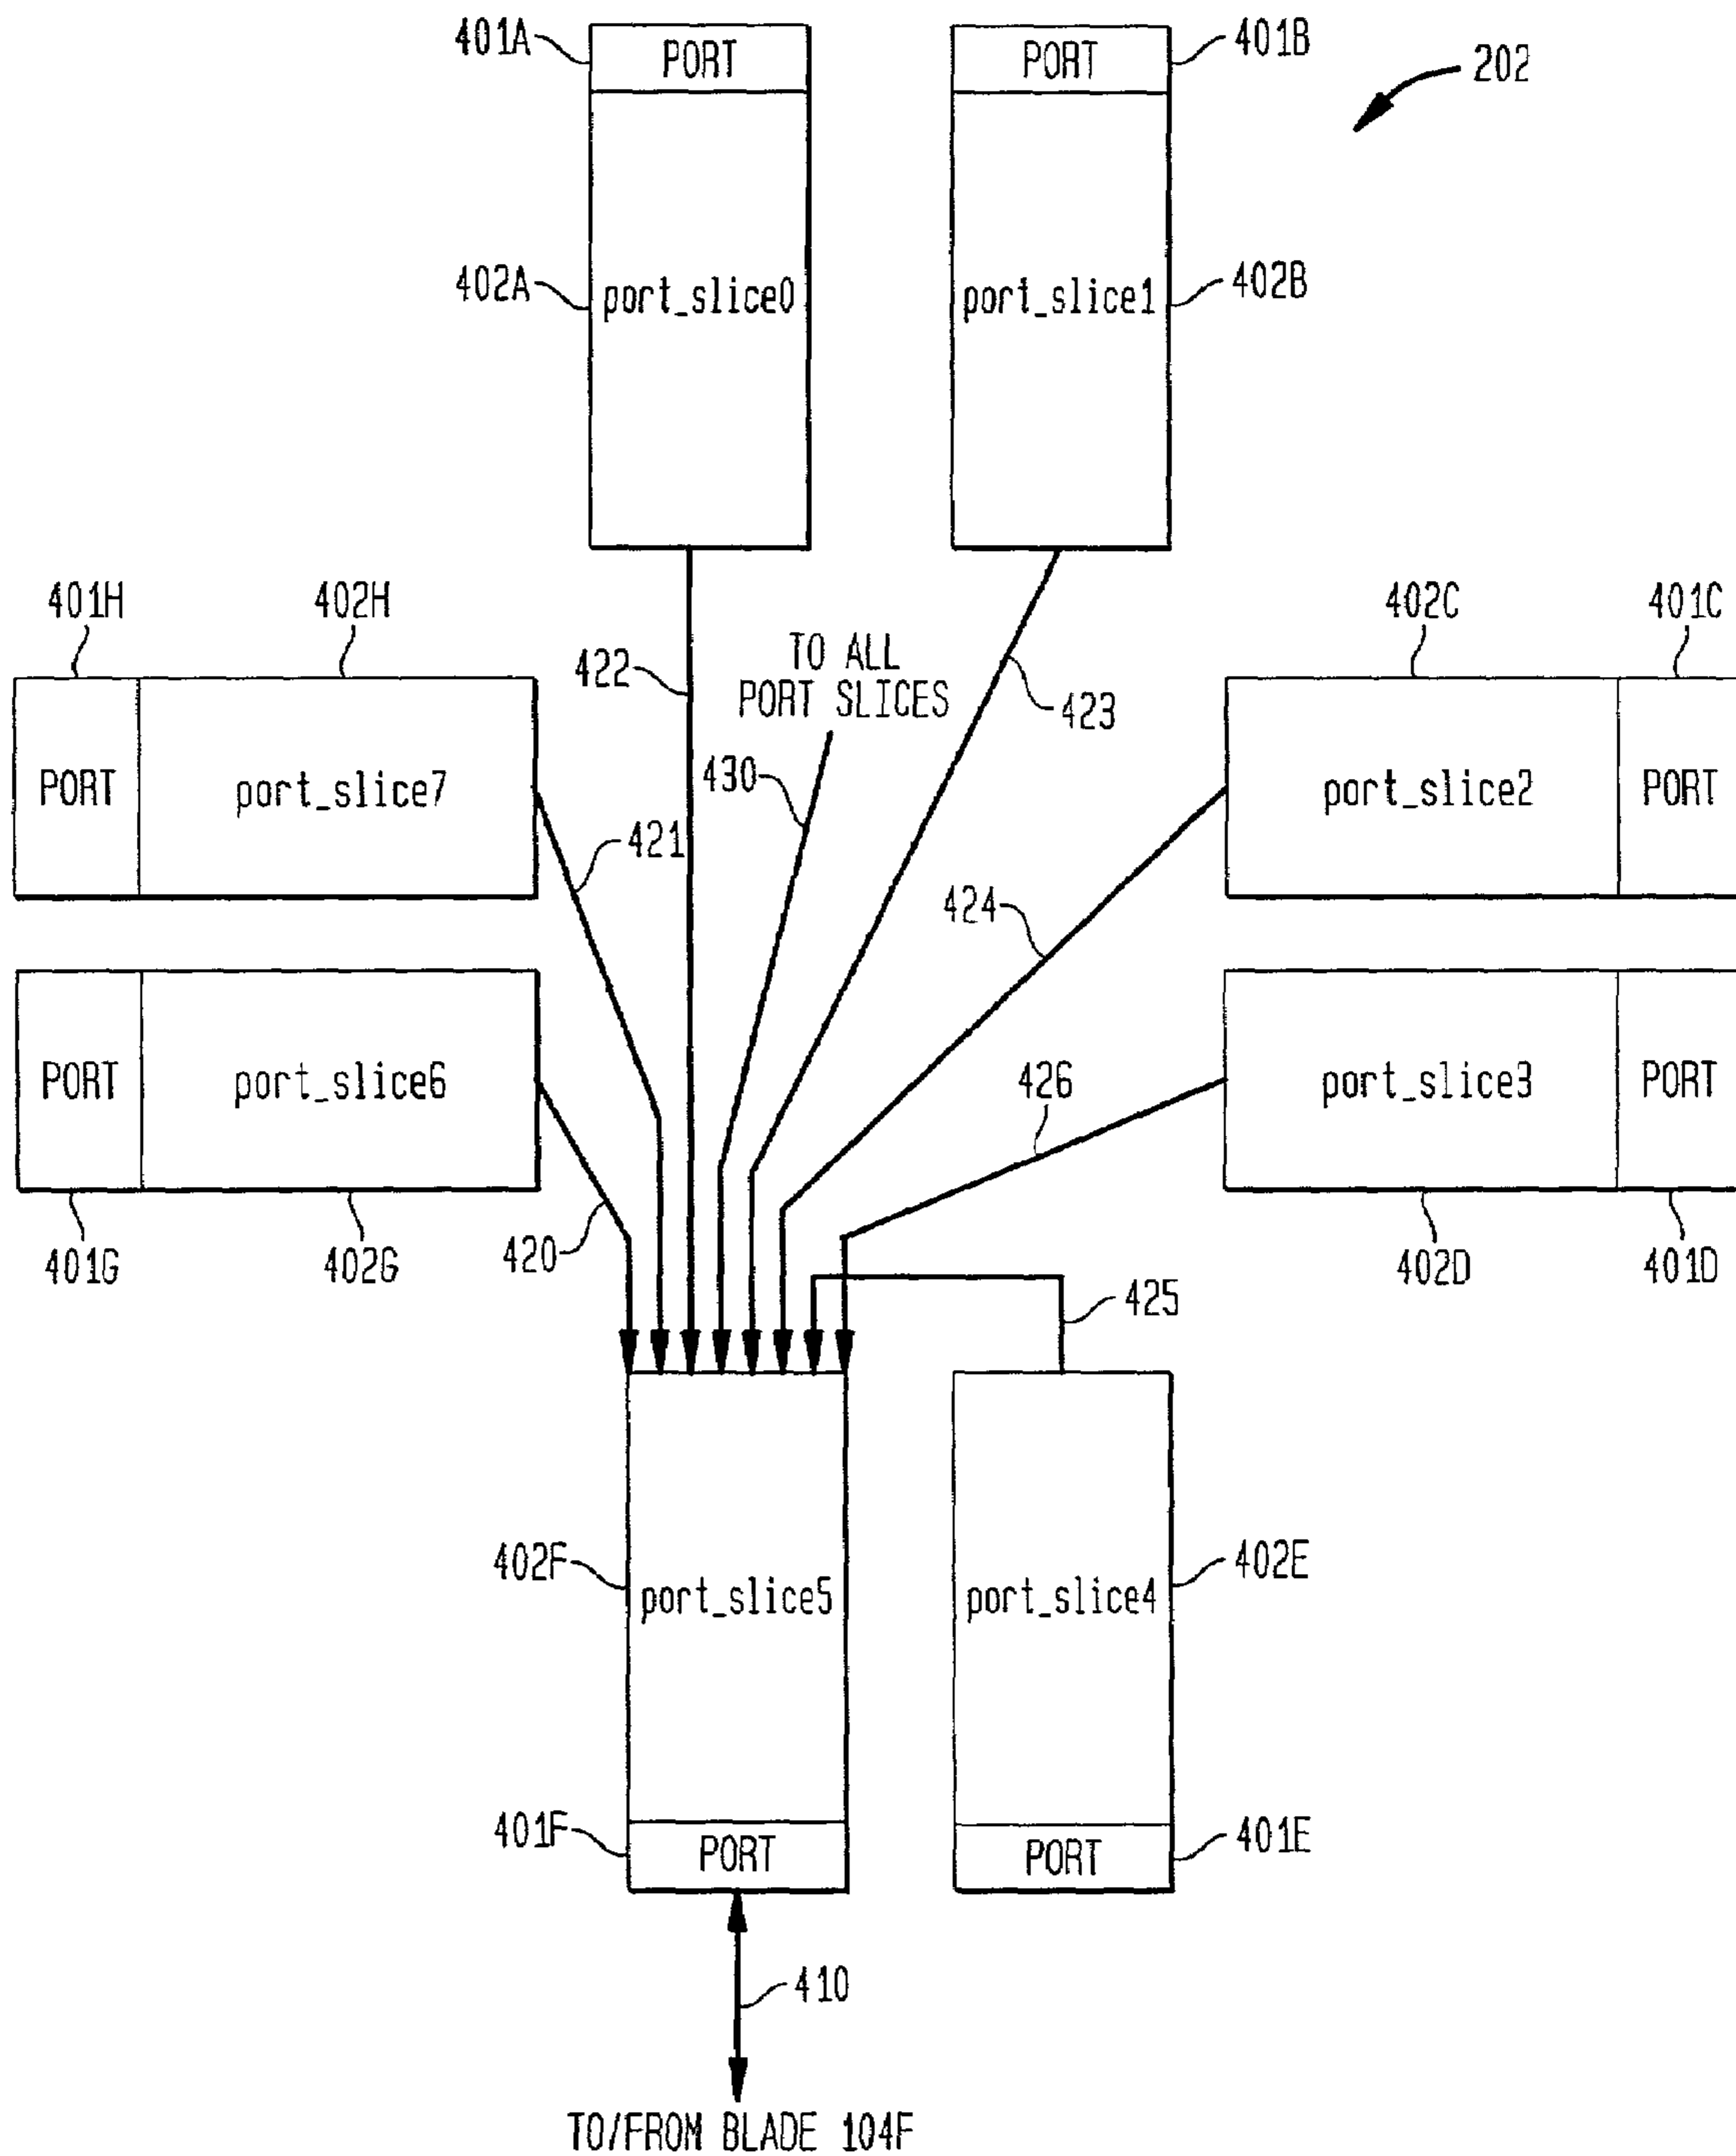 401A
PORT
PORT
401B
202
402A
port_slice0
port_slice1
402B
401H
402H
402C
401C
422
TO ALL
PORT SLICES
423
430
PORT
port_slice7
port_slice2
PORT
421
424
PORT
port_slice6
426
port_slice3
PORT
401G
402G
420
402D
401D
425
402F
port_slice5
port_slice4
402E
401F
PORT
PORT
401E
410
TO/FROM BLADE 104F